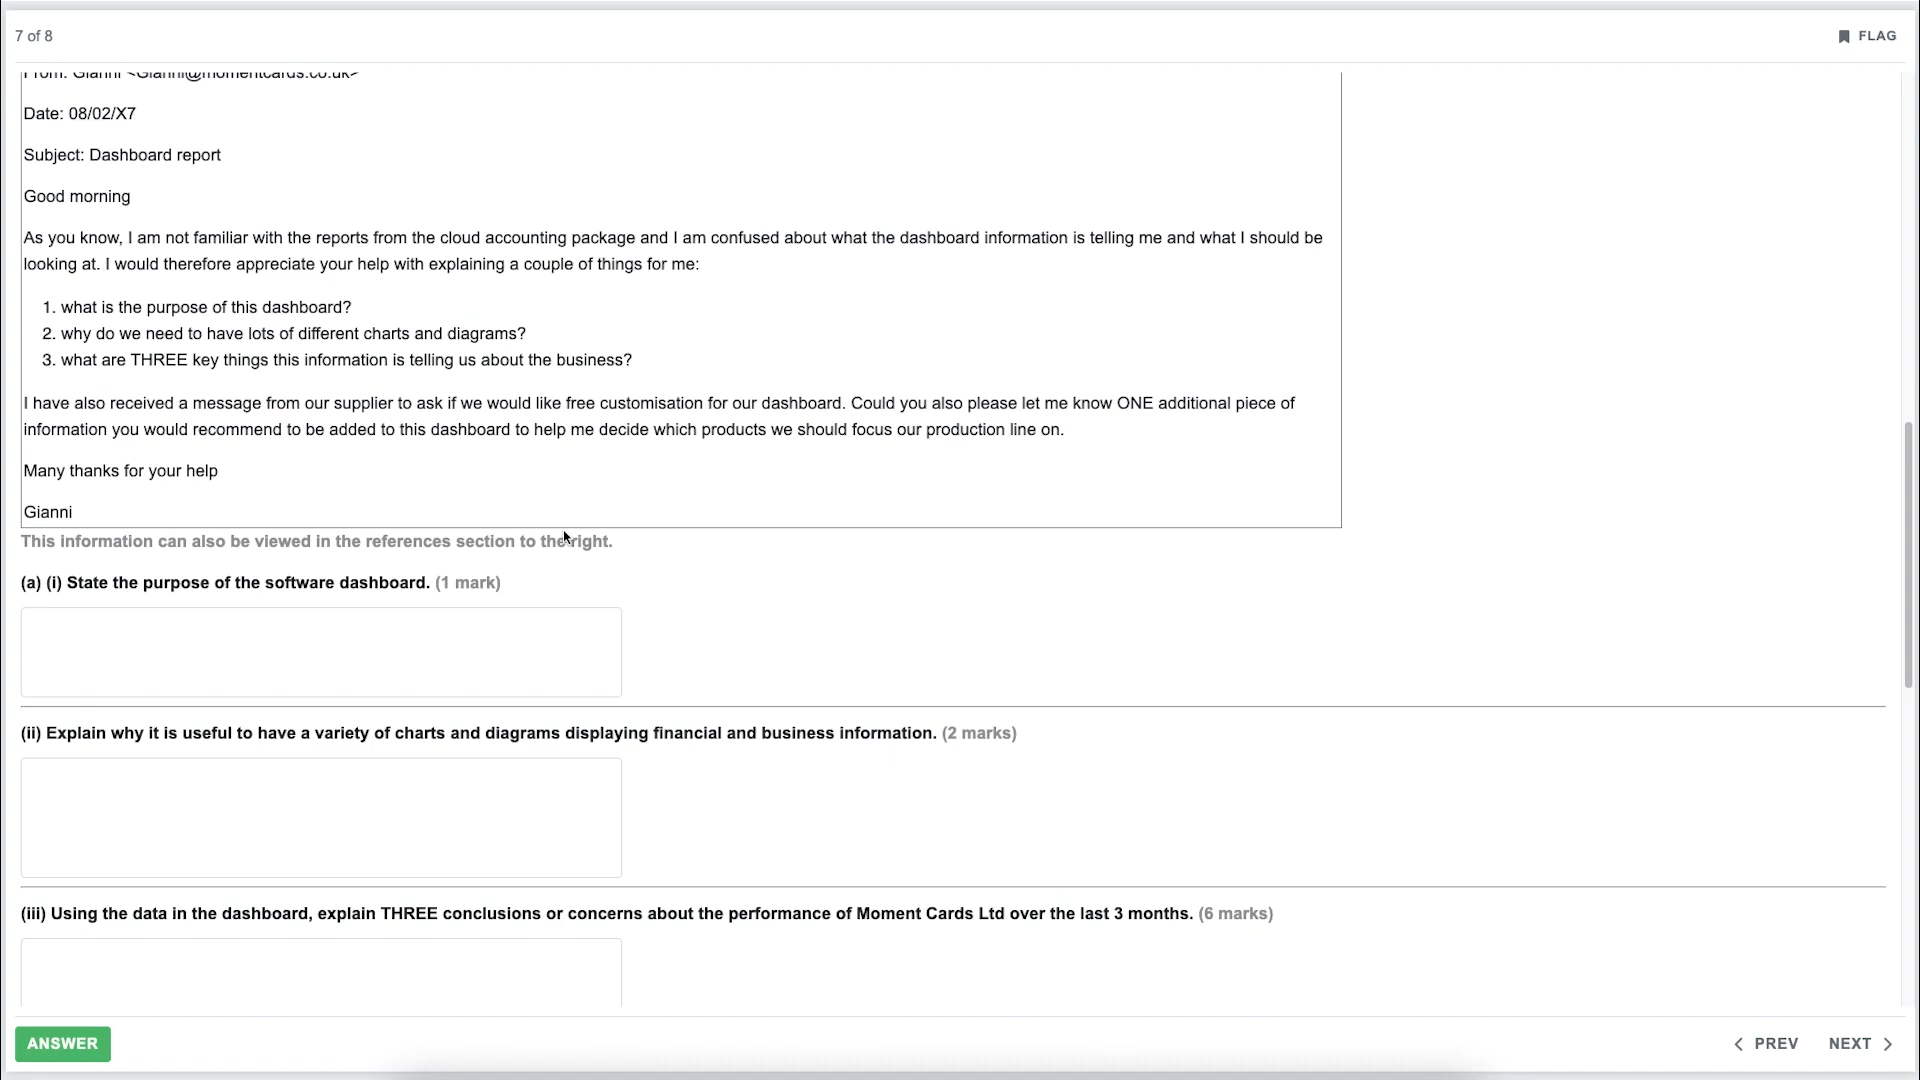 7 of 8
FLAG
From: Gianni <Gianni@momentcards.co.uk>
Date: 08/02/X7
Subject: Dashboard report
Good morning
As you know, I am not familiar with the reports from the cloud accounting package and I am confused about what the dashboard information is telling me and what I should be
looking at. I would therefore appreciate your help with explaining a couple of things for me:
1. what is the purpose of this dashboard?
2. why do we need to have lots of different charts and diagrams?
3. what are THREE key things this information is telling us about the business?
I have also received a message from our supplier to ask if we would like free customisation for our dashboard. Could you also please let me know ONE additional piece of
information you would recommend to be added to this dashboard to help me decide which products we should focus our production line on.
Many thanks for your help
Gianni
This information can also be viewed in the references section to the right.
(a) (i) State the purpose of the software dashboard. (1 mark)
(ii) Explain why it is useful to have a variety of charts and diagrams displaying financial and business information. (2 marks)
(iii) Using the data in the dashboard, explain THREE conclusions or concerns about the performance of Moment Cards Ltd over the last 3 months. (6 marks)
ANSWER
PREV
NEXT